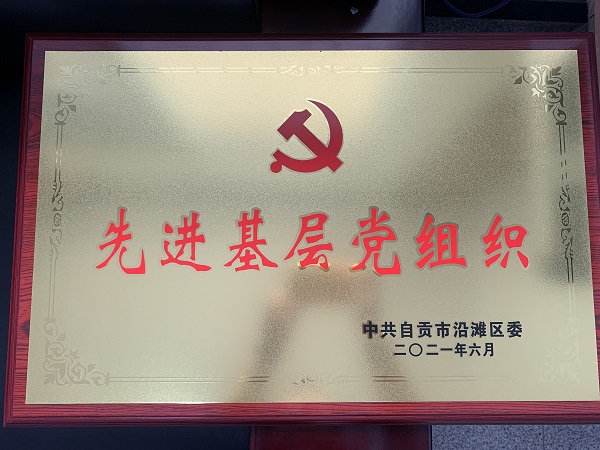 先进基层党组织
中共自贡市沿滩区委
二〇二一年六月